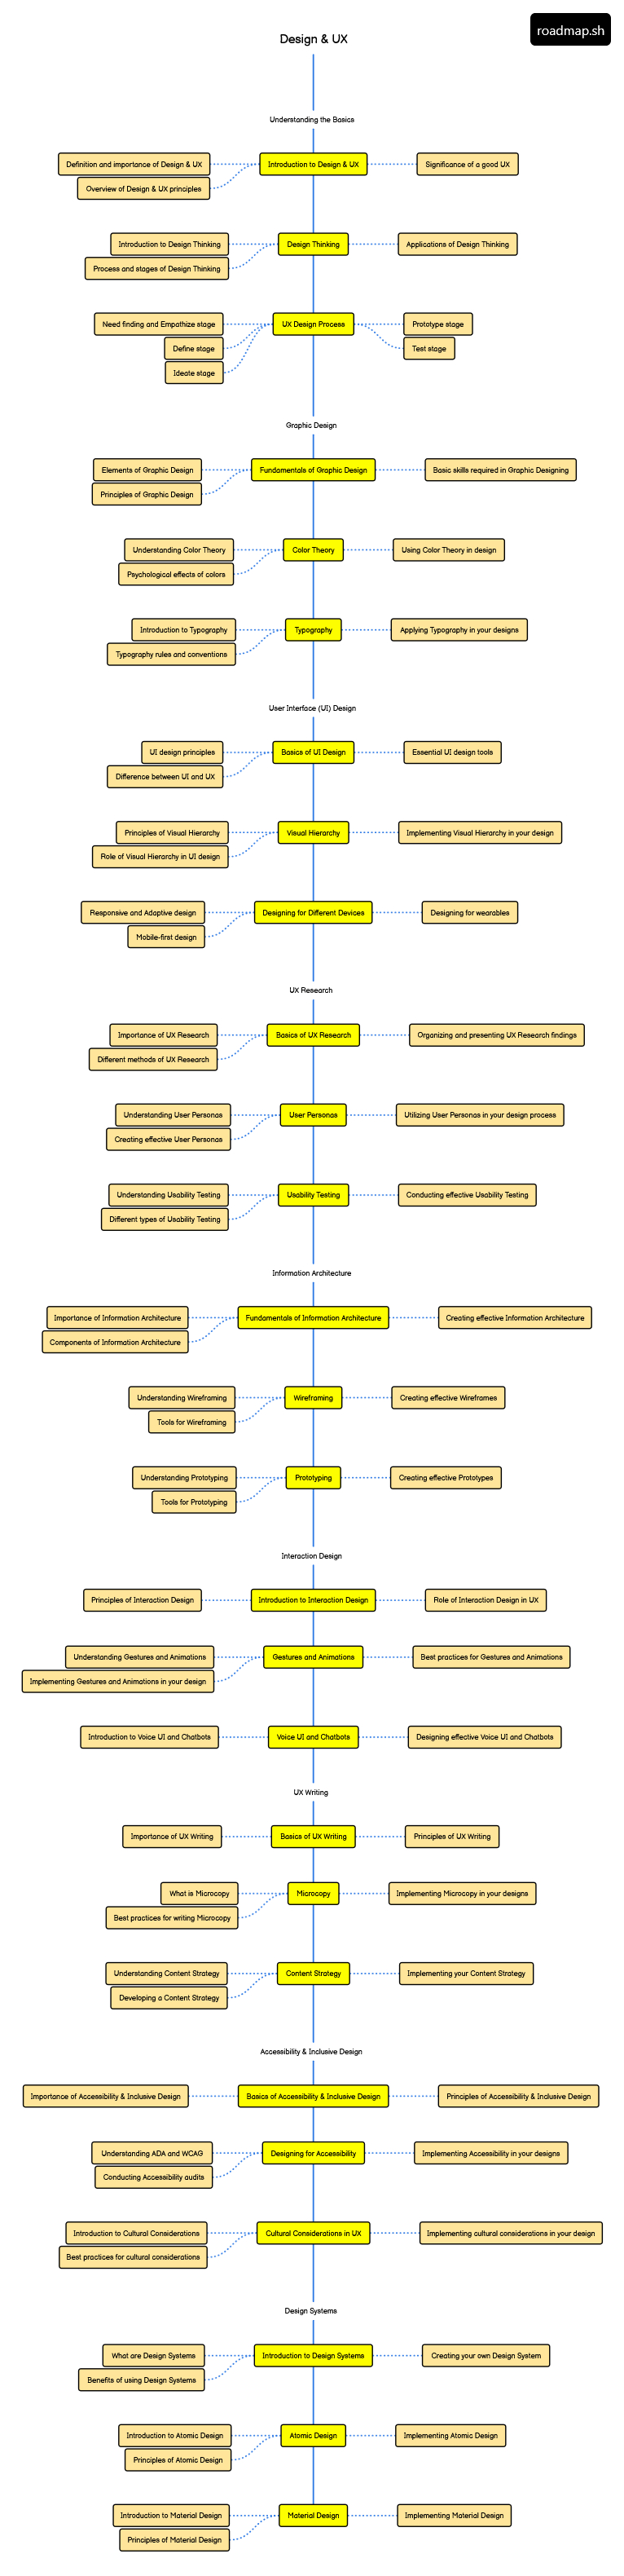 roadmap.sh
Design & UX
Understanding the Basics
Definition and importance of Design & UX
Introduction to Design & UX
Significance of a good UX
Overview of Design & UX principles
Introduction to Design Thinking
Design Thinking
Applications of Design Thinking
Process and stages of Design Thinking
Need finding and Empathize stage
UX Design Process
Prototype stage
Define stage
Test stage
Ideate stage
Graphic Design
Elements of Graphic Design
Fundamentals of Graphic Design
Basic skills required in Graphic Designing
Principles of Graphic Design
Understanding Color Theory
Color Theory
Using Color Theory in design
Psychological effects of colors
Introduction to Typography
Typography
Applying Typography in your designs
Typography rules and conventions
User Interface (UI) Design
UI design principles
Basics of UI Design
Essential UI design tools
Difference between UI and UX
Principles of Visual Hierarchy
Visual Hierarchy
Implementing Visual Hierarchy in your design
Role of Visual Hierarchy in UI design
Responsive and Adaptive design
Designing for Different Devices
Designing for wearables
Mobile-first design
UX Research
Importance of UX Research
Basics of UX Research
Organizing and presenting UX Research findings
Different methods of UX Research
Understanding User Personas
User Personas
Utilizing User Personas in your design process
Creating effective User Personas
Understanding Usability Testing
Usability Testing
Conducting effective Usability Testing
Different types of Usability Testing
Information Architecture
Importance of Information Architecture
Fundamentals of Information Architecture
Creating effective Information Architecture
Components of Information Architecture
Understanding Wireframing
Wireframing
Creating effective Wireframes
Tools for Wireframing
Understanding Prototyping
Prototyping
Creating effective Prototypes
Tools for Prototyping
Interaction Design
Principles of Interaction Design
Introduction to Interaction Design
Role of Interaction Design in UX
Understanding Gestures and Animations
Gestures and Animations
Best practices for Gestures and Animations
Implementing Gestures and Animations in your design
Introduction to Voice UI and Chatbots
Voice UI and Chatbots
Designing effective Voice UI and Chatbots
UX Writing
Importance of UX Writing
Basics of UX Writing
Principles of UX Writing
What is Microcopy
Microcopy
Implementing Microcopy in your designs
Best practices for writing Microcopy
Understanding Content Strategy
Content Strategy
Implementing your Content Strategy
Developing a Content Strategy
Accessibility & Inclusive Design
Importance of Accessibility & Inclusive Design
Basics of Accessibility & Inclusive Design
Principles of Accessibility & Inclusive Design
Understanding ADA and WCAG
Designing for Accessibility
Implementing Accessibility in your designs
Conducting Accessibility audits
Introduction to Cultural Considerations
Cultural Considerations in UX
Implementing cultural considerations in your design
Best practices for cultural considerations
Design Systems
What are Design Systems
Introduction to Design Systems
Creating your own Design System
Benefits of using Design Systems
Introduction to Atomic Design
Atomic Design
Implementing Atomic Design
Principles of Atomic Design
Introduction to Material Design
Material Design
Implementing Material Design
Principles of Material Design